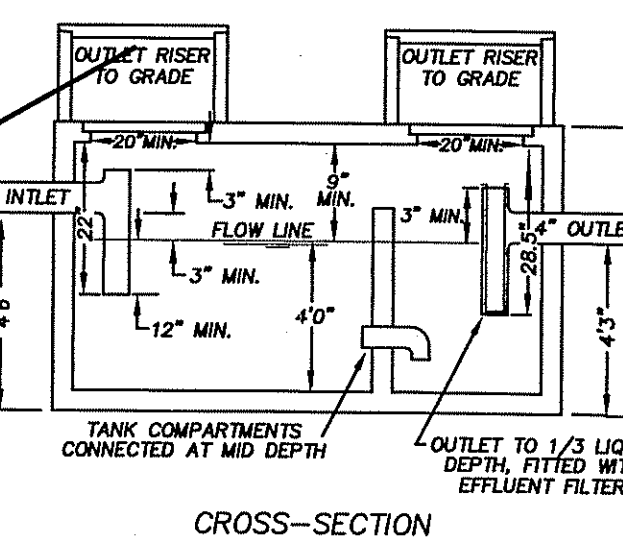 OUTLET RISER
TO GRADE
OUTLET RISER
TO GRADE
20"MIN.
20"MIN.
INTLET
22"
3" MIN.
9"
MIN.
3" MIN.
4" OUTLE
FLOW LINE
28.5"
3" MIN.
4'0"
12" MIN.
4'3"
TANK COMPARTMENTS
CONNECTED AT MID DEPTH
OUTLET TO 1/3 LIQ
DEPTH, FITTED WIT
EFFLUENT FILTER
CROSS-SECTION